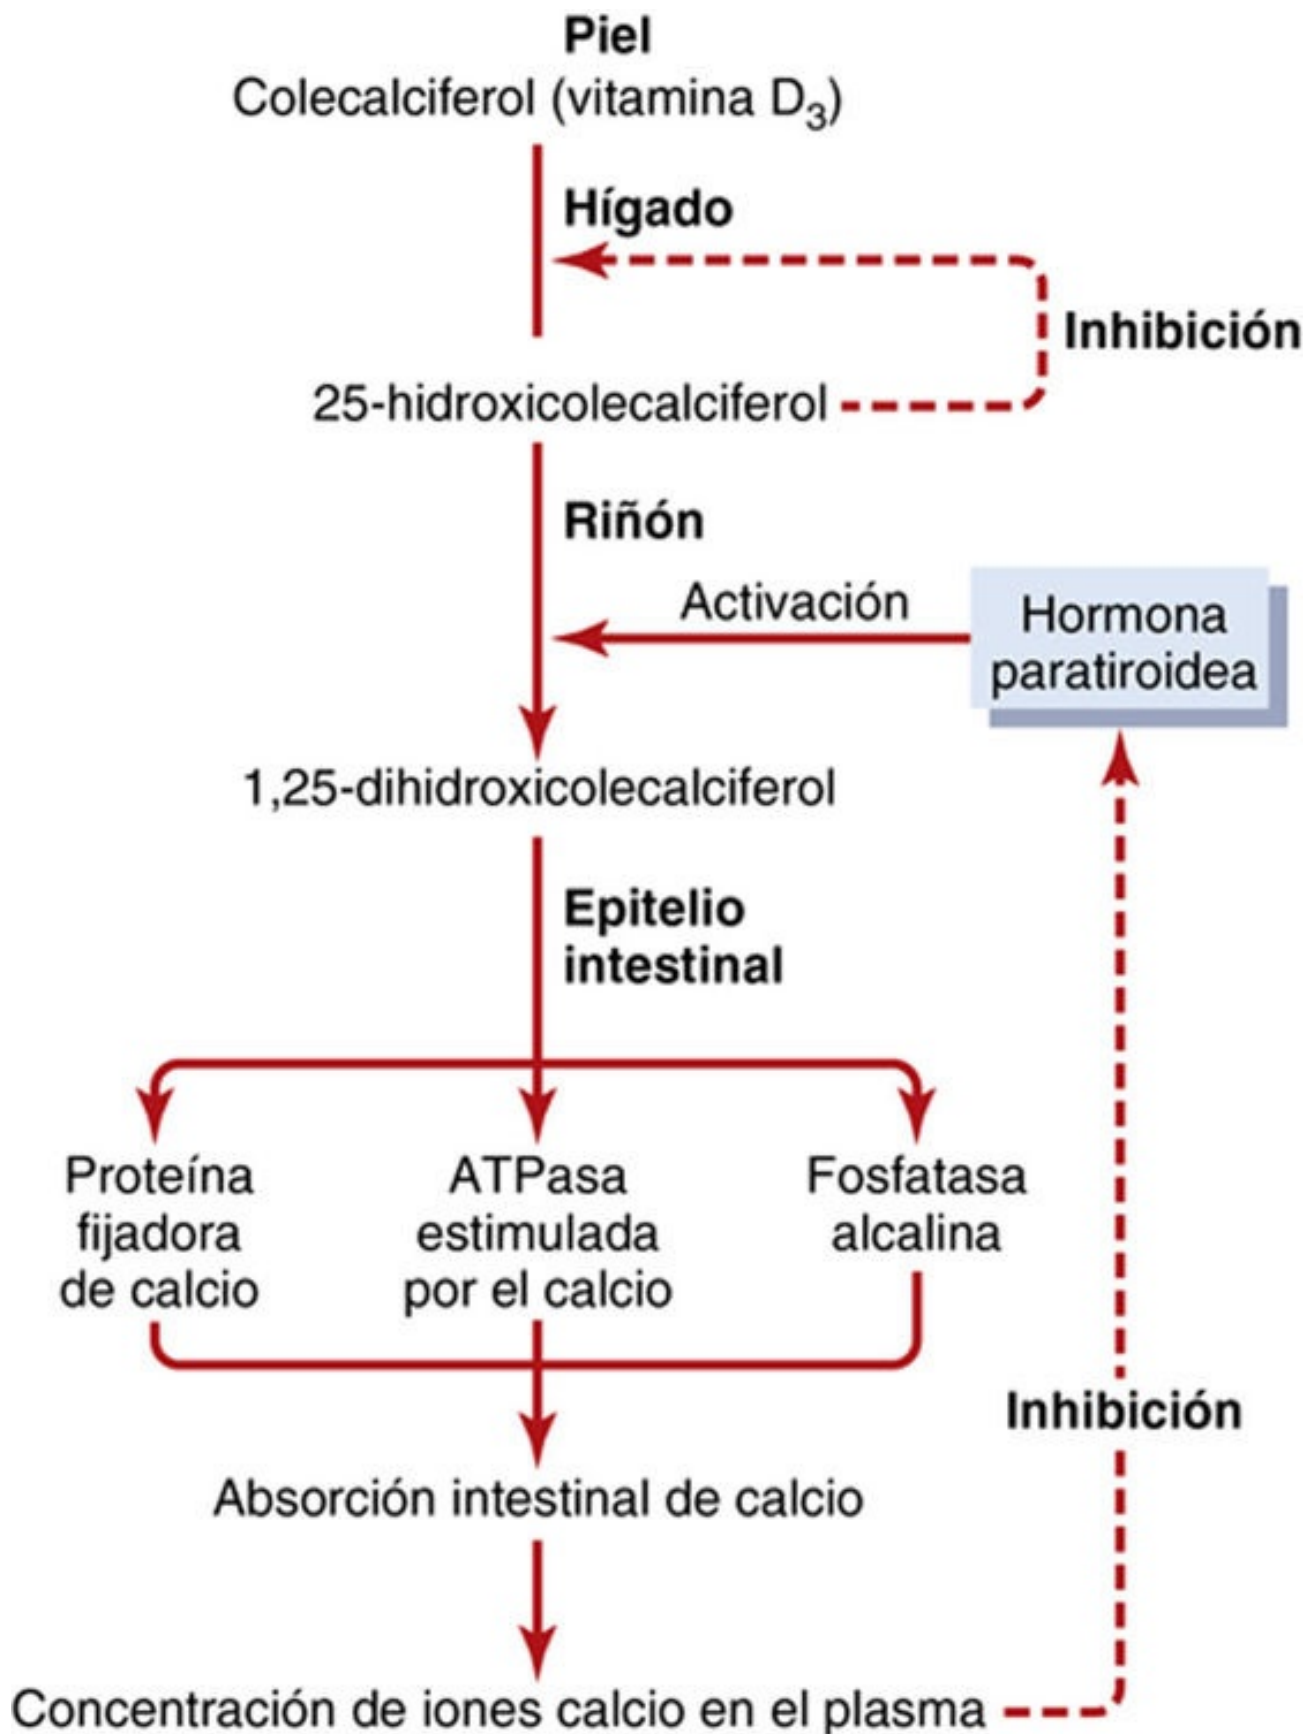 Piel
Colecalciferol (vitamina D₃)
Hígado
Inhibición
25-hidroxicolecalciferol
Riñón
Activación
Hormona
paratiroidea
1,25-dihidroxicolecalciferol
Epitelio
intestinal
Proteína
fijadora
de calcio
ATPasa
estimulada
por el calcio
Fosfatasa
alcalina
Inhibición
Absorción intestinal de calcio
Concentración de iones calcio en el plasma